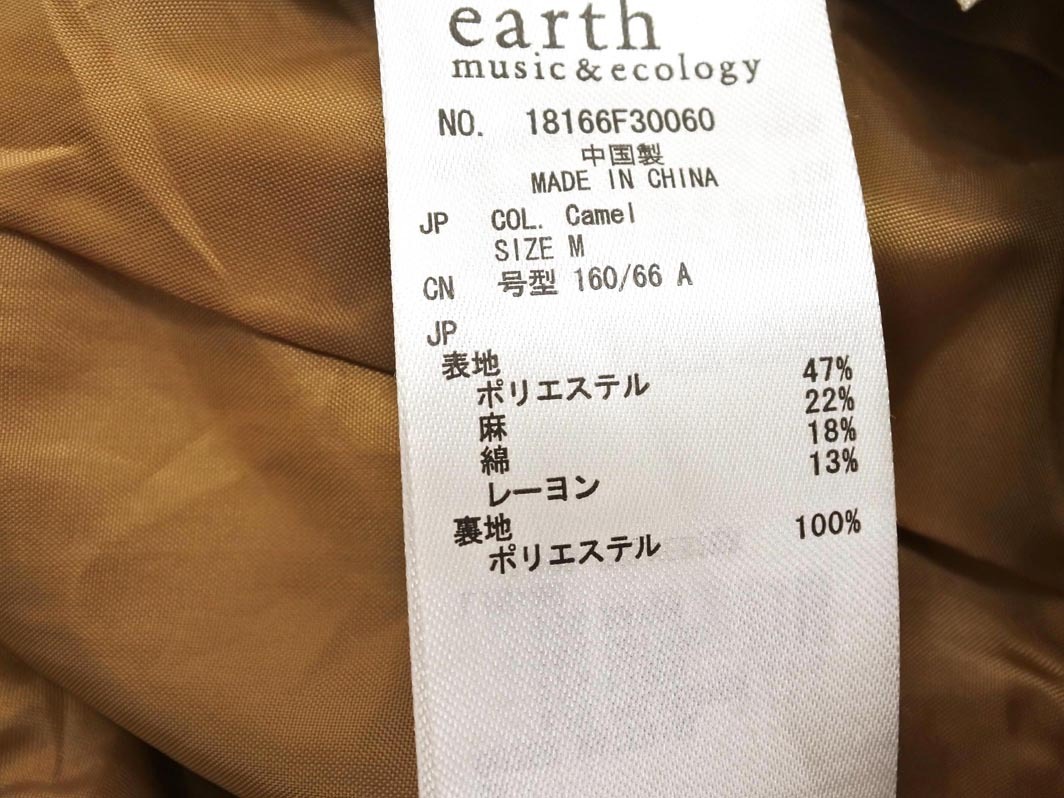 earth
music & ecology
NO. 18166F30060
中国製
MADE IN CHINA
JP COL. Camel
SIZE M
CN 号型 160/66 A
JP
表地
ポリエステル 47%
麻 22%
綿 18%
レーヨン 13%
裏地
ポリエステル 100%